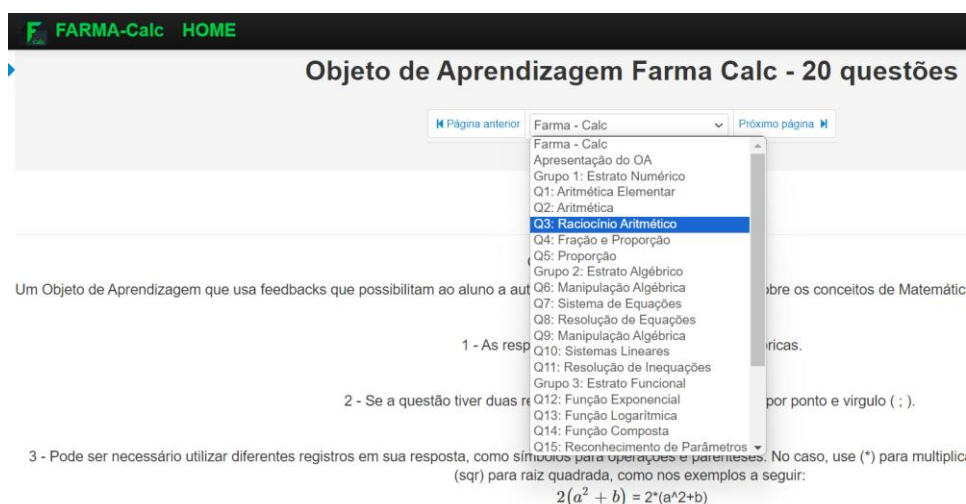 FARMA-Calc HOME
Objeto de Aprendizagem Farma Calc - 20 questões
Página anterior Farma - Calc Próximo página
Farma - Calc
Apresentação do OA
Grupo 1: Estrato Numérico
Q1: Aritmética Elementar
Q2: Aritmética
Q3: Raciocínio Aritmético
Q4: Fração e Proporção
Q5: Proporção
Grupo 2: Estrato Algébrico
Q6: Manipulação Algébrica
Q7: Sistema de Equações
Q8: Resolução de Equações
Q9: Manipulação Algébrica
Q10: Sistemas Lineares
Q11: Resolução de Inequações
Grupo 3: Estrato Funcional
Q12: Função Exponencial
Q13: Função Logarítmica
Q14: Função Composta
Q15: Reconhecimento de Parâmetros
Um Objeto de Aprendizagem que usa feedbacks que possibilitam ao aluno a aut bre os conceitos de Matemátic
1 - As resp ricas.
2 - Se a questão tiver duas re por ponto e virgulo ( ; ).
3 - Pode ser necessário utilizar diferentes registros em sua resposta, como símbolos para operações e parênteses. No caso, use (*) para multiplica
(sqr) para raiz quadrada, como nos exemplos a seguir:
2(a² + b) = 2*(a^2+b)